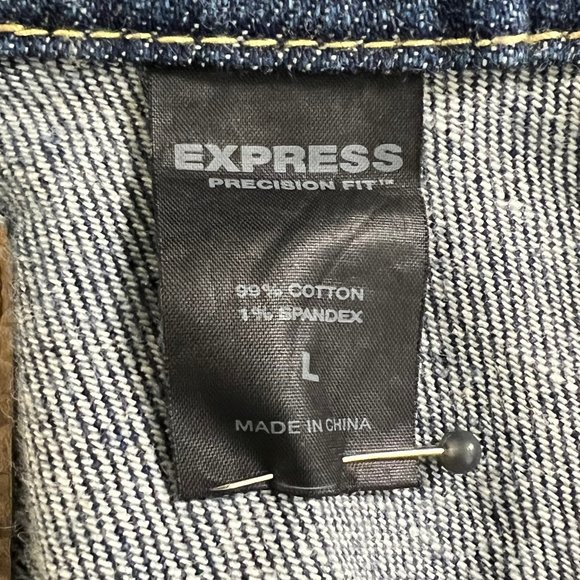 EXPRESS
PRECISION FIT™
99% COTTON
1% SPANDEX
L
MADE IN CHINA